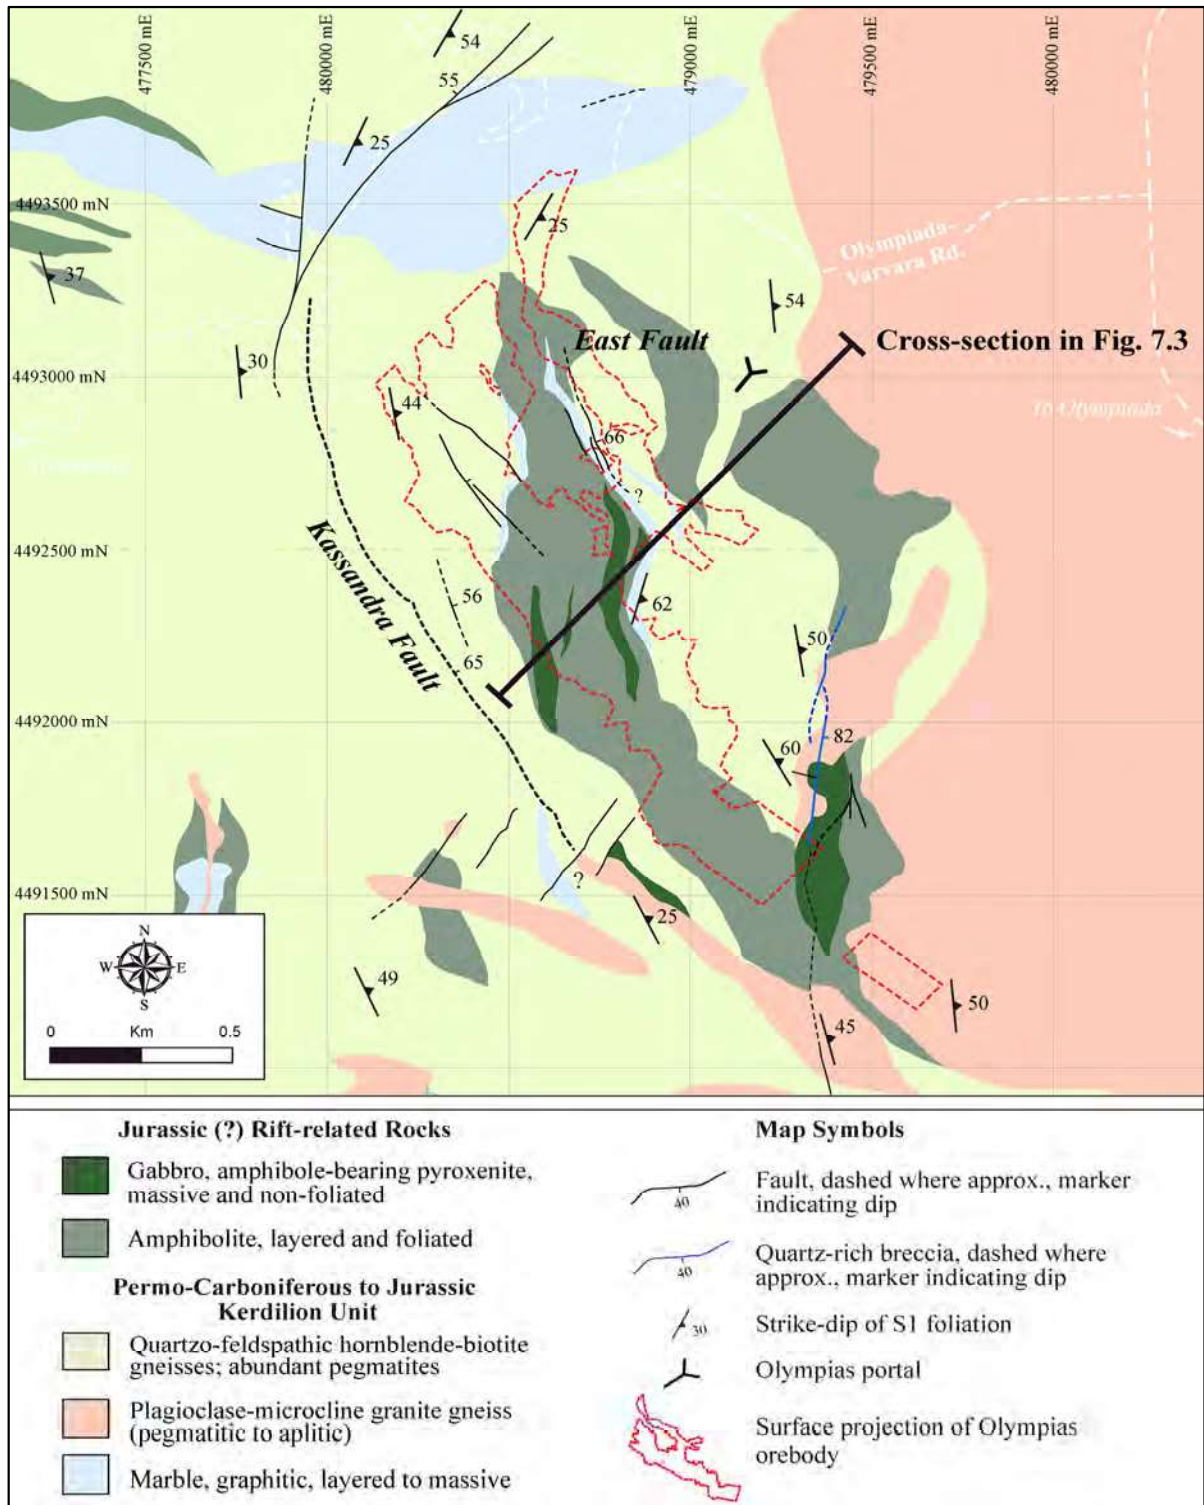 477500 mE
480000 mE
479000 mE
479500 mE
480000 mE
54
55
25
4493500 mN
25
37
Olympiada-
Varvara Rd.
54
East Fault
Cross-section in Fig. 7.3
30
4493000 mN
44
To Olympiada
66
?
4492500 mN
Kassandra Fault
56
62
50
65
4492000 mN
82
60
4491500 mN
?
25
N
W E
S
49
50
0 Km 0.5
45
Jurassic (?) Rift-related Rocks
Gabbro, amphibole-bearing pyroxenite,
massive and non-foliated
Amphibolite, layered and foliated
Permo-Carboniferous to Jurassic
Kerdilion Unit
Quartzo-feldspathic hornblende-biotite
gneisses; abundant pegmatites
Plagioclase-microcline granite gneiss
(pegmatitic to aplitic)
Marble, graphitic, layered to massive
Map Symbols
40
Fault, dashed where approx., marker
indicating dip
40
Quartz-rich breccia, dashed where
approx., marker indicating dip
30
Strike-dip of S1 foliation
Olympias portal
Surface projection of Olympias
orebody